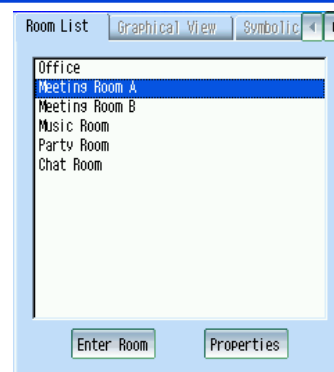 Room List Graphical View Symbolic
Office
Meeting Room A
Meeting Room B
Music Room
Party Room
Chat Room
Enter Room Properties